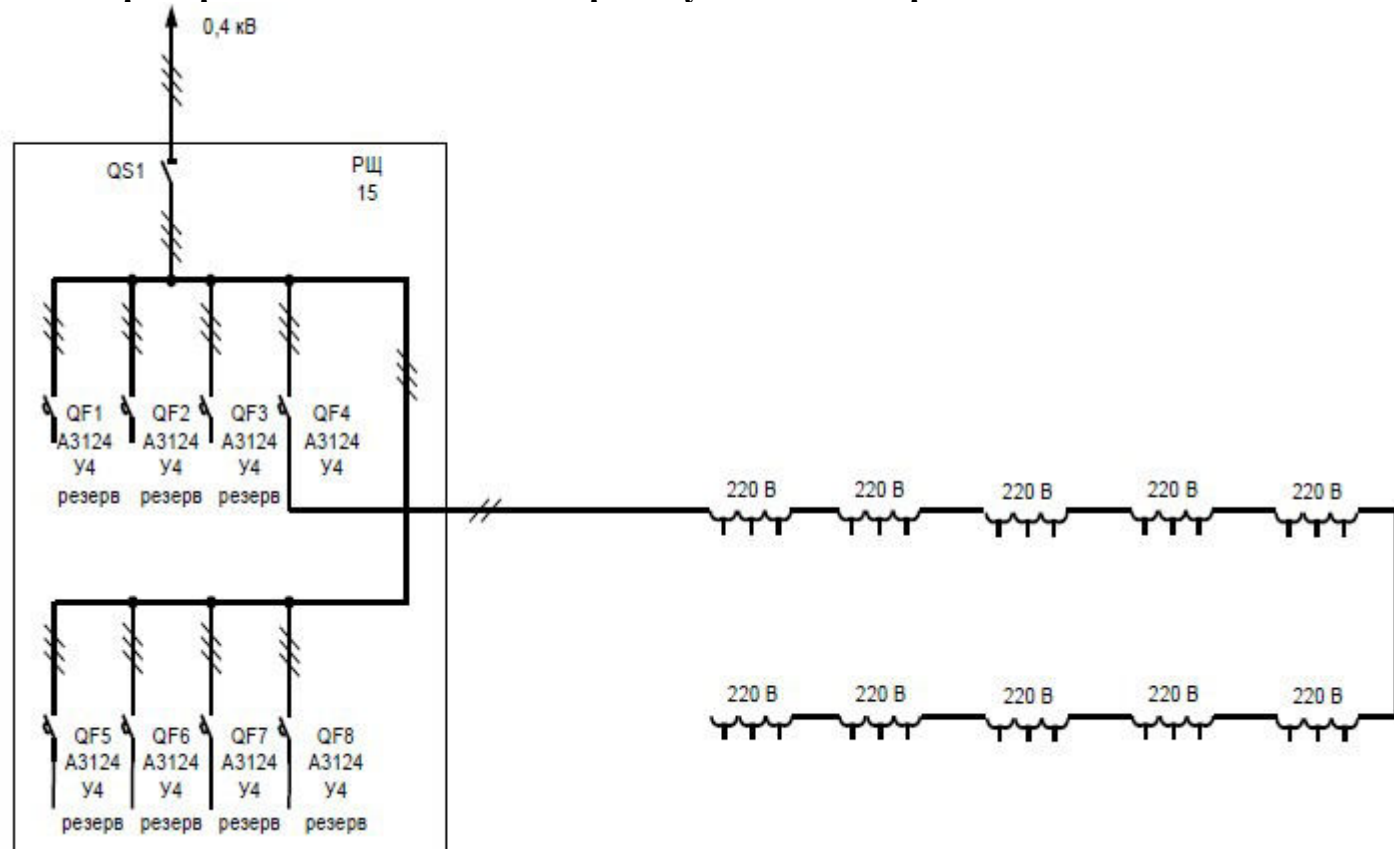 0,4 кВ
QS1
РЩ
15
QF1 QF2 QF3 QF4
А3124 А3124 А3124 А3124
У4 У4 У4 У4
резерв резерв резерв
220 В 220 В 220 В 220 В 220 В
220 В 220 В 220 В 220 В 220 В
QF5 QF6 QF7 QF8
А3124 А3124 А3124 А3124
У4 У4 У4 У4
резерв резерв резерв резерв